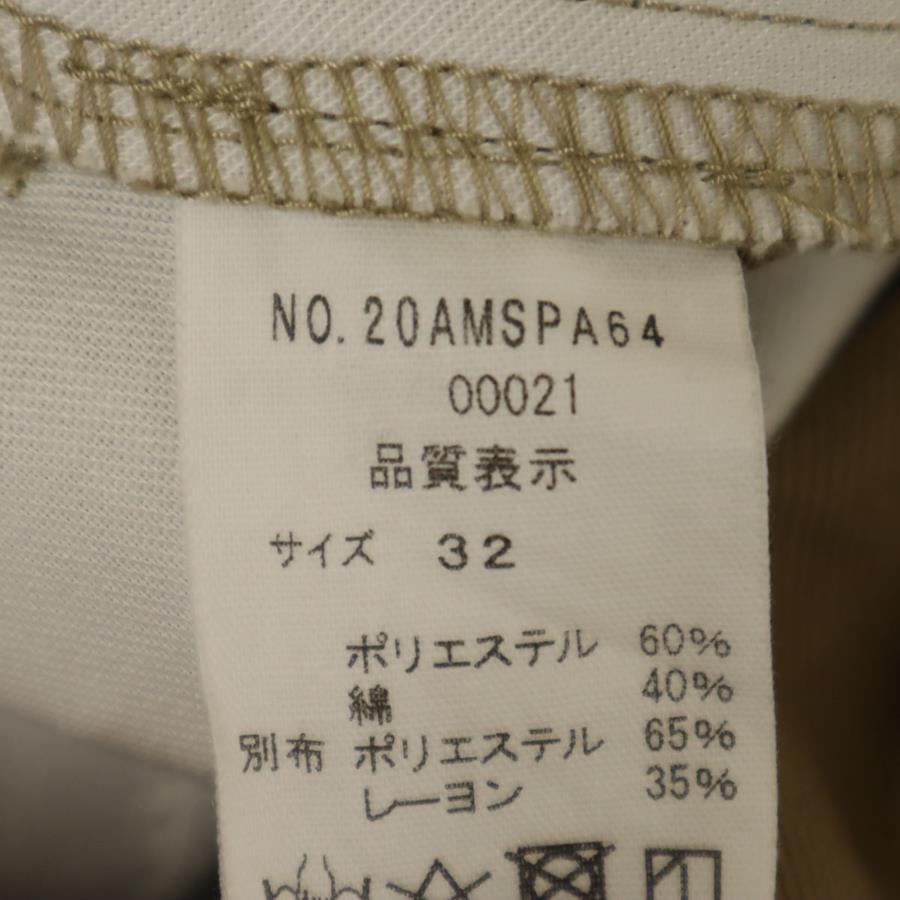 NO.20AMSPA64
00021
品質表示
サイズ 32
ポリエステル 60%
綿 40%
別布 ポリエステル 65%
レーヨン 35%